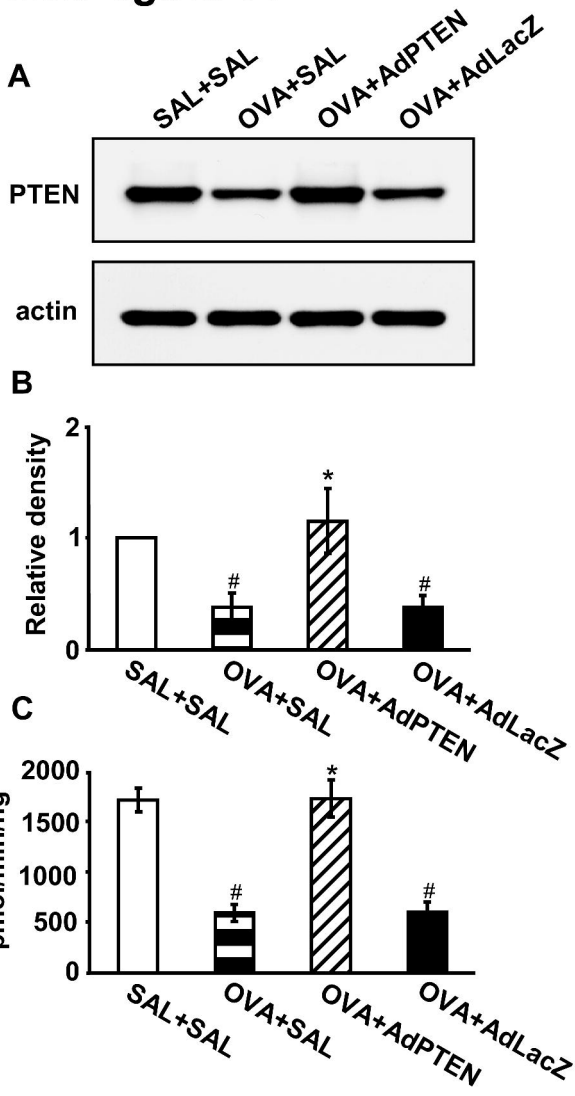 A
SAL+SAL
OVA+SAL
OVA+AdPTEN
OVA+AdLacZ
PTEN
actin
B
Relative density
2
1
0
#
*
#
SAL+SAL
OVA+SAL
OVA+AdPTEN
OVA+AdLacZ
C
2000
1500
1000
500
0
#
*
#
SAL+SAL
OVA+SAL
OVA+AdPTEN
OVA+AdLacZ